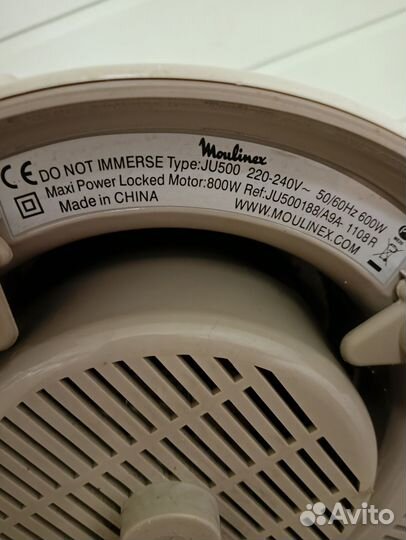 Moulinex
CE DO NOT IMMERSE Type:JU500 220-240V~ 50/60Hz 600W
Maxi Power Locked Motor:800W Ref:JU500188/A9A 1108 R
Made in CHINA WWW.MOULINEX.COM
Avito